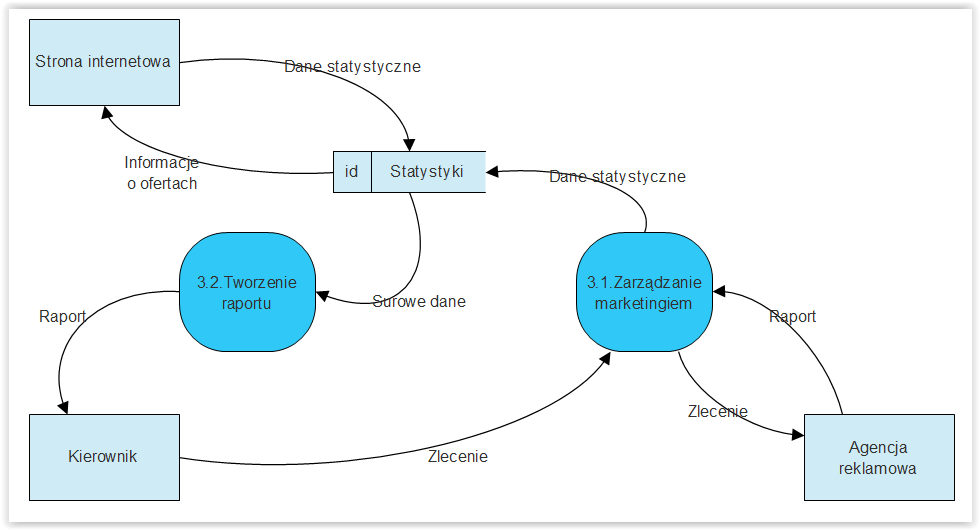 Strona internetowa
Dane statystyczne
Informacje
o ofertach
id
Statystyki
Dane statystyczne
3.2.Tworzenie
raportu
3.1.Zarządzanie
marketingiem
Surowe dane
Raport
Raport
Zlecenie
Kierownik
Zlecenie
Agencja
reklamowa